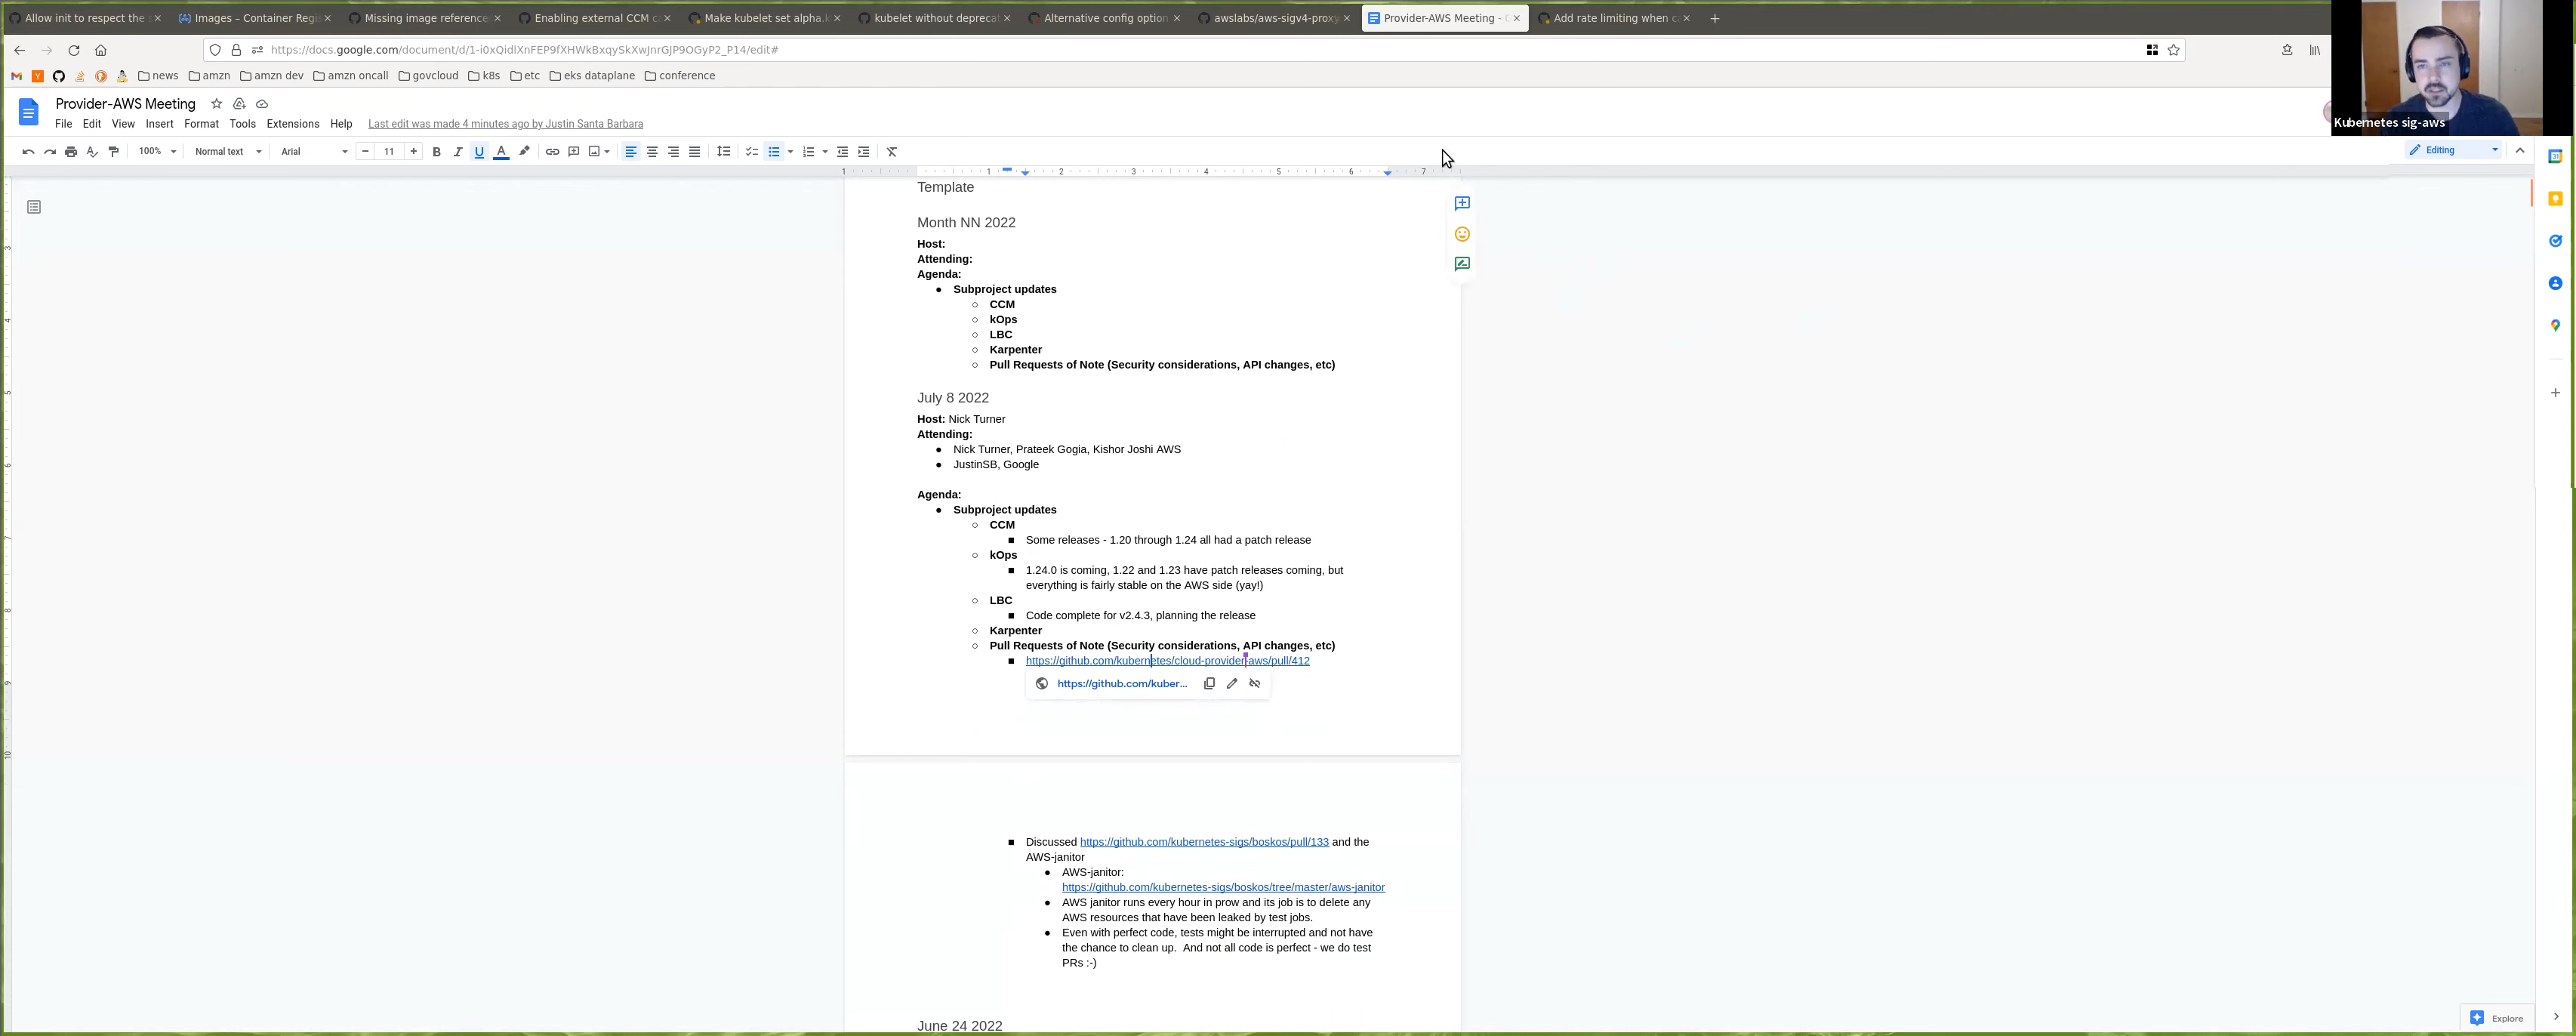 Allow init to respect the s
Images – Container Regis
Missing image reference
Enabling external CCM c
Make kubelet set alpha.k
kubelet without deprecat
Alternative config option
awslabs/aws-sigv4-proxy
Provider-AWS Meeting -
Add rate limiting when c
https://docs.google.com/document/d/1-i0xQidlXnFEP9fXHWkBxqySkXwJnrGJP9OGyP2_P14/edit#
news
amzn
amzn dev
amzn oncall
govcloud
k8s
etc
eks dataplane
conference
Provider-AWS Meeting
File Edit View Insert Format Tools Extensions Help Last edit was made 4 minutes ago by Justin Santa Barbara
Kubernetes sig-aws
100% Normal text Arial 11 Editing
1 1 2 3 4 5 6 7
Template
Month NN 2022
Host:
Attending:
Agenda:
● Subproject updates
○ CCM
○ kOps
○ LBC
○ Karpenter
○ Pull Requests of Note (Security considerations, API changes, etc)
July 8 2022
Host: Nick Turner
Attending:
● Nick Turner, Prateek Gogia, Kishor Joshi AWS
● JustinSB, Google
Agenda:
● Subproject updates
○ CCM
■ Some releases - 1.20 through 1.24 all had a patch release
○ kOps
■ 1.24.0 is coming, 1.22 and 1.23 have patch releases coming, but
everything is fairly stable on the AWS side (yay!)
○ LBC
■ Code complete for v2.4.3, planning the release
○ Karpenter
○ Pull Requests of Note (Security considerations, API changes, etc)
■ https://github.com/kubernetes/cloud-provider-aws/pull/412
https://github.com/kuber...
■ Discussed https://github.com/kubernetes-sigs/boskos/pull/133 and the
AWS-janitor
● AWS-janitor:
https://github.com/kubernetes-sigs/boskos/tree/master/aws-janitor
● AWS janitor runs every hour in prow and its job is to delete any
AWS resources that have been leaked by test jobs.
● Even with perfect code, tests might be interrupted and not have
the chance to clean up.  And not all code is perfect - we do test
PRs :-)
June 24 2022
Explore